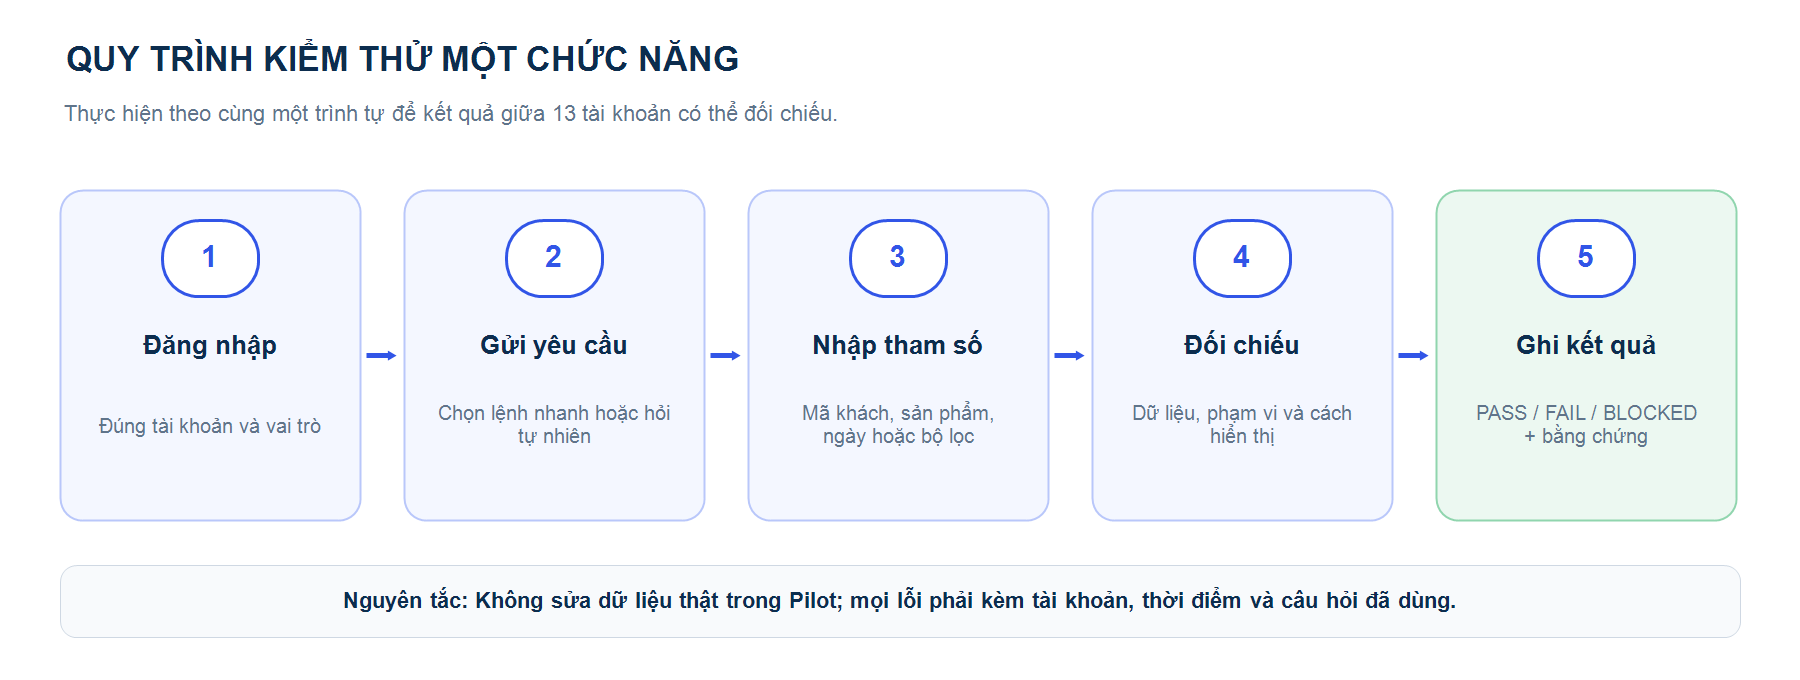 QUY TRÌNH KIỂM THỬ MỘT CHỨC NĂNG
Thực hiện theo cùng một trình tự để kết quả giữa 13 tài khoản có thể đối chiếu.
1
Đăng nhập
Đúng tài khoản và vai trò
2
Gửi yêu cầu
Chọn lệnh nhanh hoặc hỏi
tự nhiên
3
Nhập tham số
Mã khách, sản phẩm,
ngày hoặc bộ lọc
4
Đối chiếu
Dữ liệu, phạm vi và cách
hiển thị
5
Ghi kết quả
PASS / FAIL / BLOCKED
+ bằng chứng
Nguyên tắc: Không sửa dữ liệu thật trong Pilot; mọi lỗi phải kèm tài khoản, thời điểm và câu hỏi đã dùng.